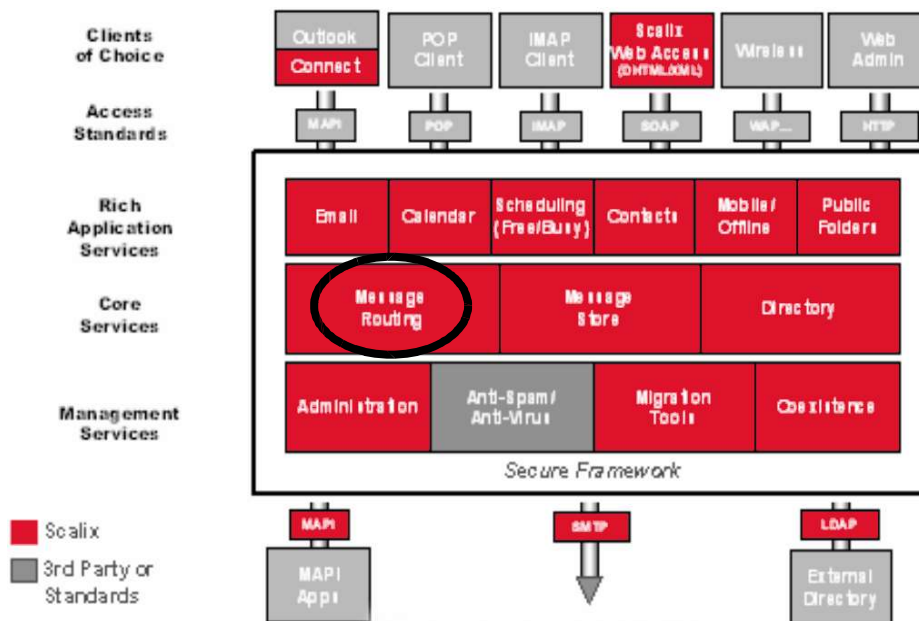 Clients
of Choice
Outlook
Connect
POP
Client
IMAP
Client
Scalix
Web Access
(DHTML/XML)
Wireless
Web
Admin
Access
Standards
MAPI
POP
IMAP
SOAP
WAP...
HTTP
Rich
Application
Services
Email
Calendar
Scheduling
(Free/Busy)
Contacts
Mobile/
Offline
Public
Folders
Core
Services
Message
Routing
Message
Store
Directory
Management
Services
Administration
Anti-Spam/
Anti-Virus
Migration
Tools
Coexistence
Secure Framework
MAPI
SMTP
LDAP
Scalix
3rd Party or
Standards
MAPI
Apps
External
Directory